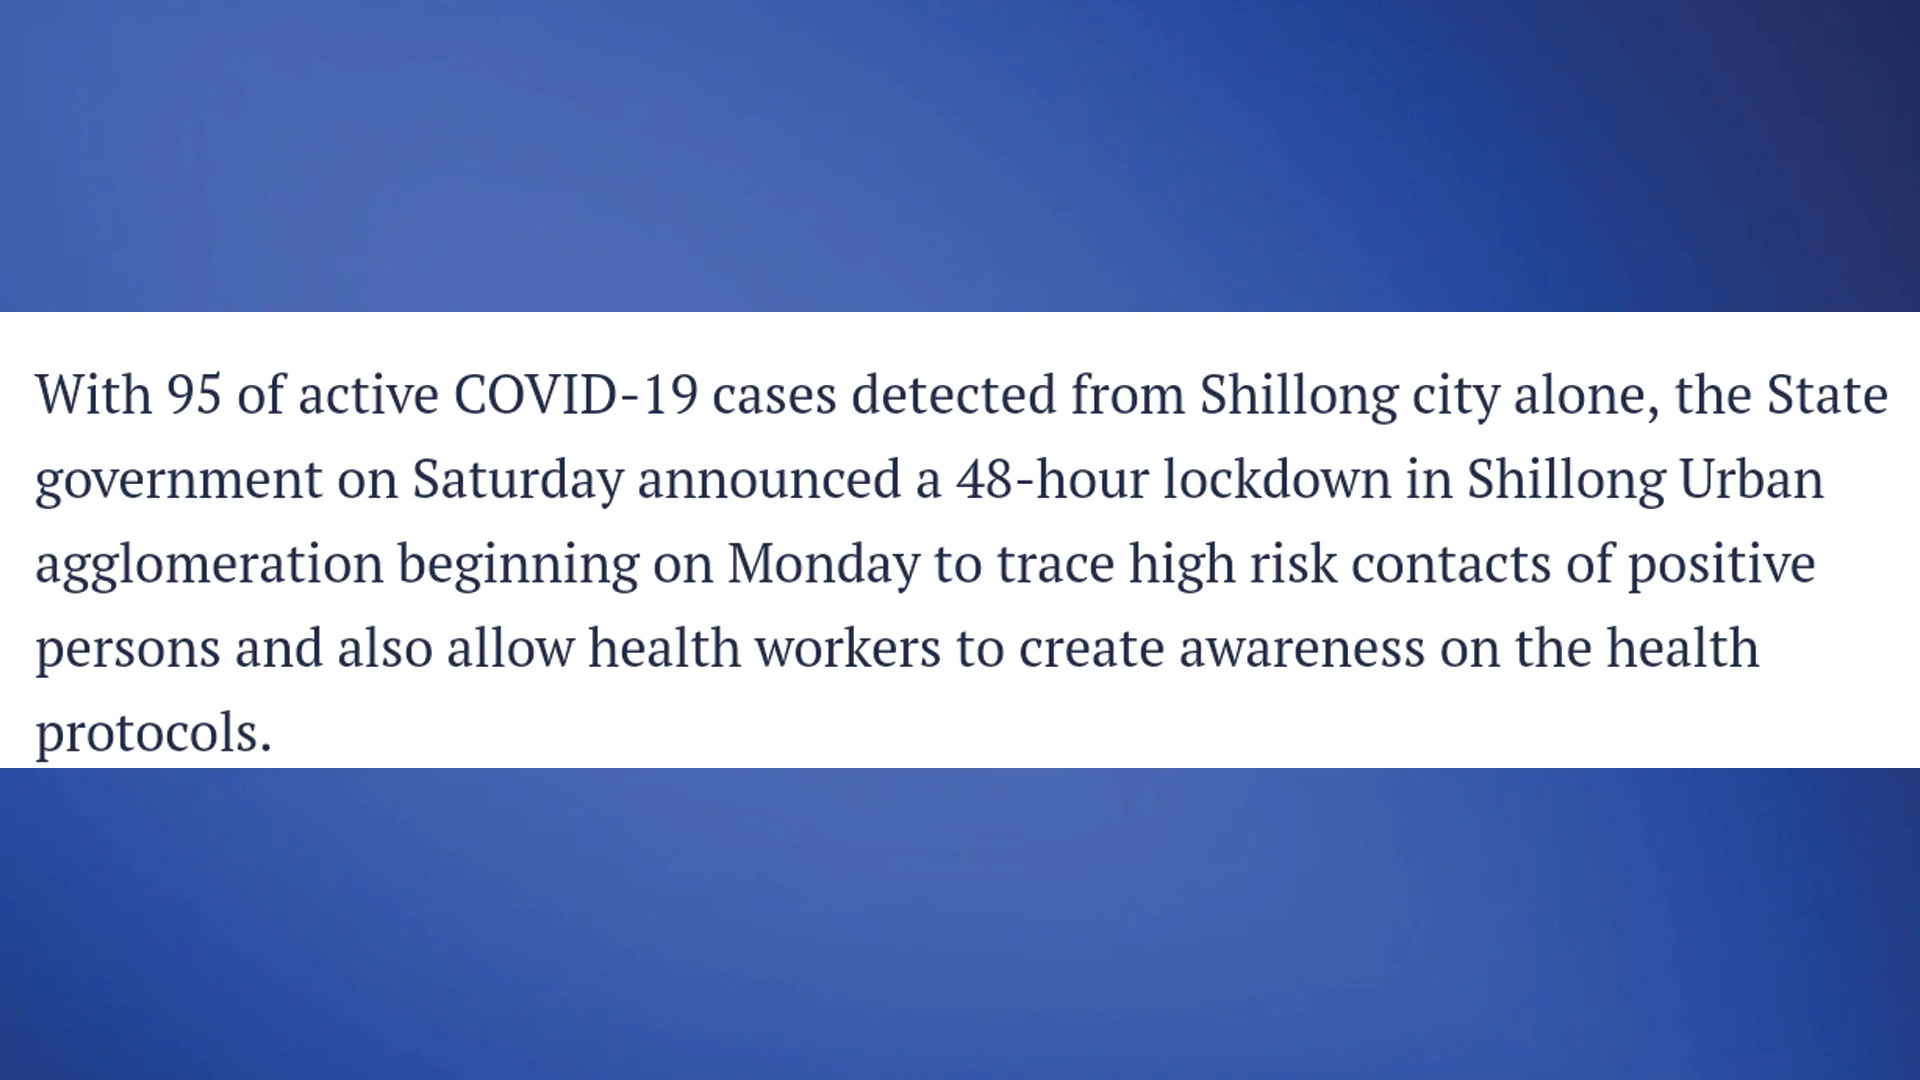 With 95 of active COVID-19 cases detected from Shillong city alone, the State
government on Saturday announced a 48-hour lockdown in Shillong Urban
agglomeration beginning on Monday to trace high risk contacts of positive
persons and also allow health workers to create awareness on the health
protocols.